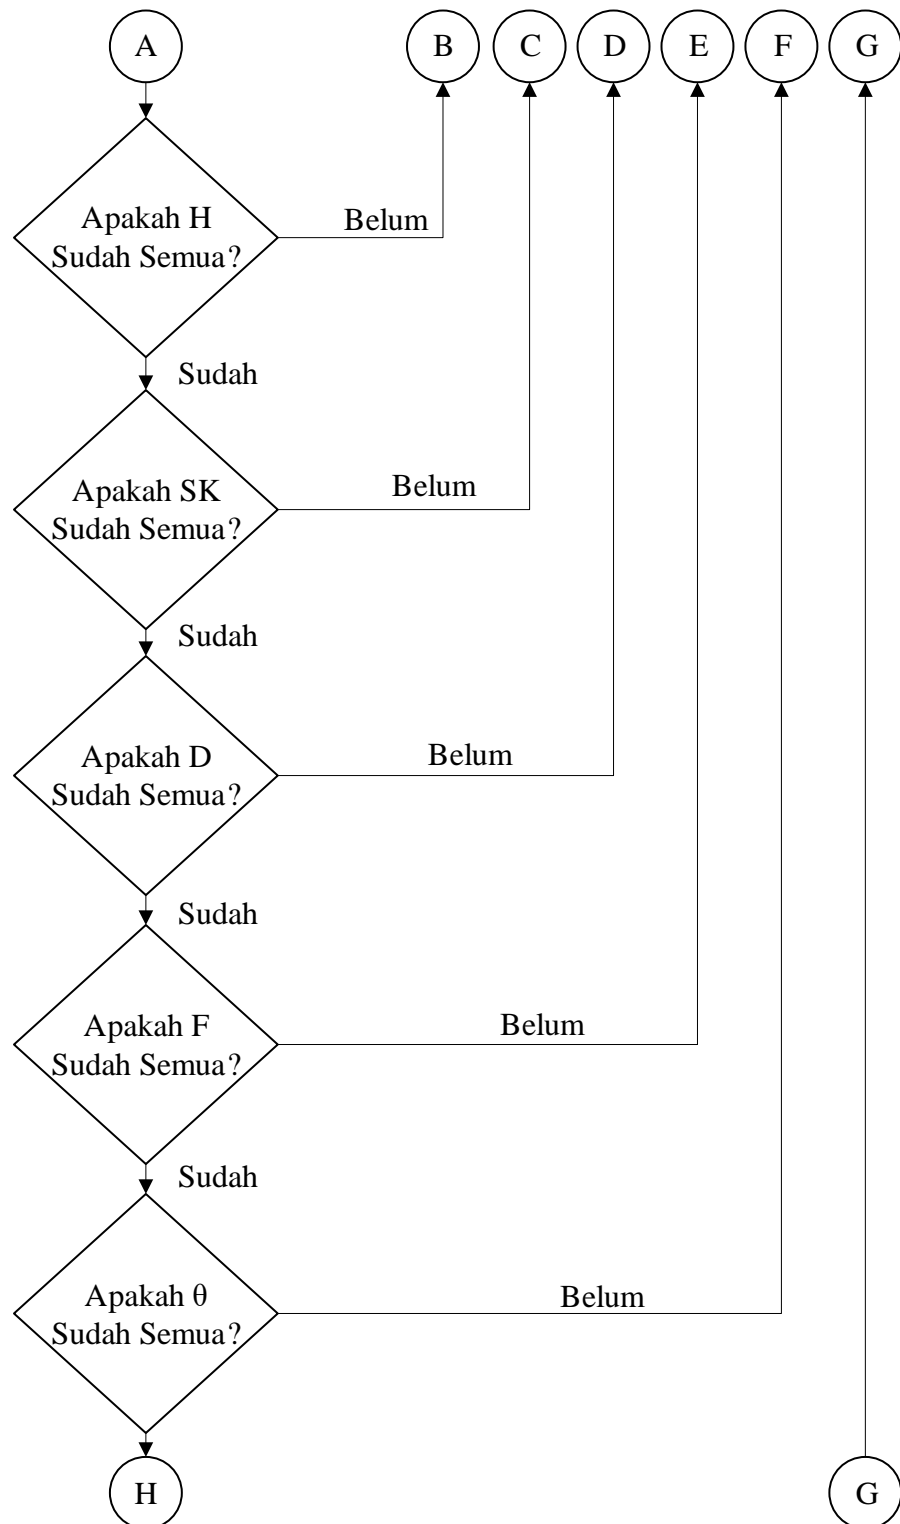 A B C D E F G
Apakah H
Sudah Semua?
Belum
Sudah
Apakah SK
Sudah Semua?
Belum
Sudah
Apakah D
Sudah Semua?
Belum
Sudah
Apakah F
Sudah Semua?
Belum
Sudah
Apakah θ
Sudah Semua?
Belum
H G